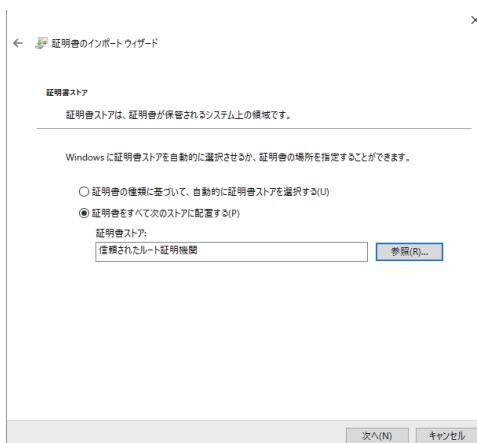 証明書のインポート ウィザード
証明書ストア
証明書ストアは、証明書が保管されるシステム上の領域です。
Windows に証明書ストアを自動的に選択させるか、証明書の場所を指定することができます。
証明書の種類に基づいて、自動的に証明書ストアを選択する(U)
証明書をすべて次のストアに配置する(P)
証明書ストア:
信頼されたルート証明機関
参照(R)...
次へ(N)
キャンセル